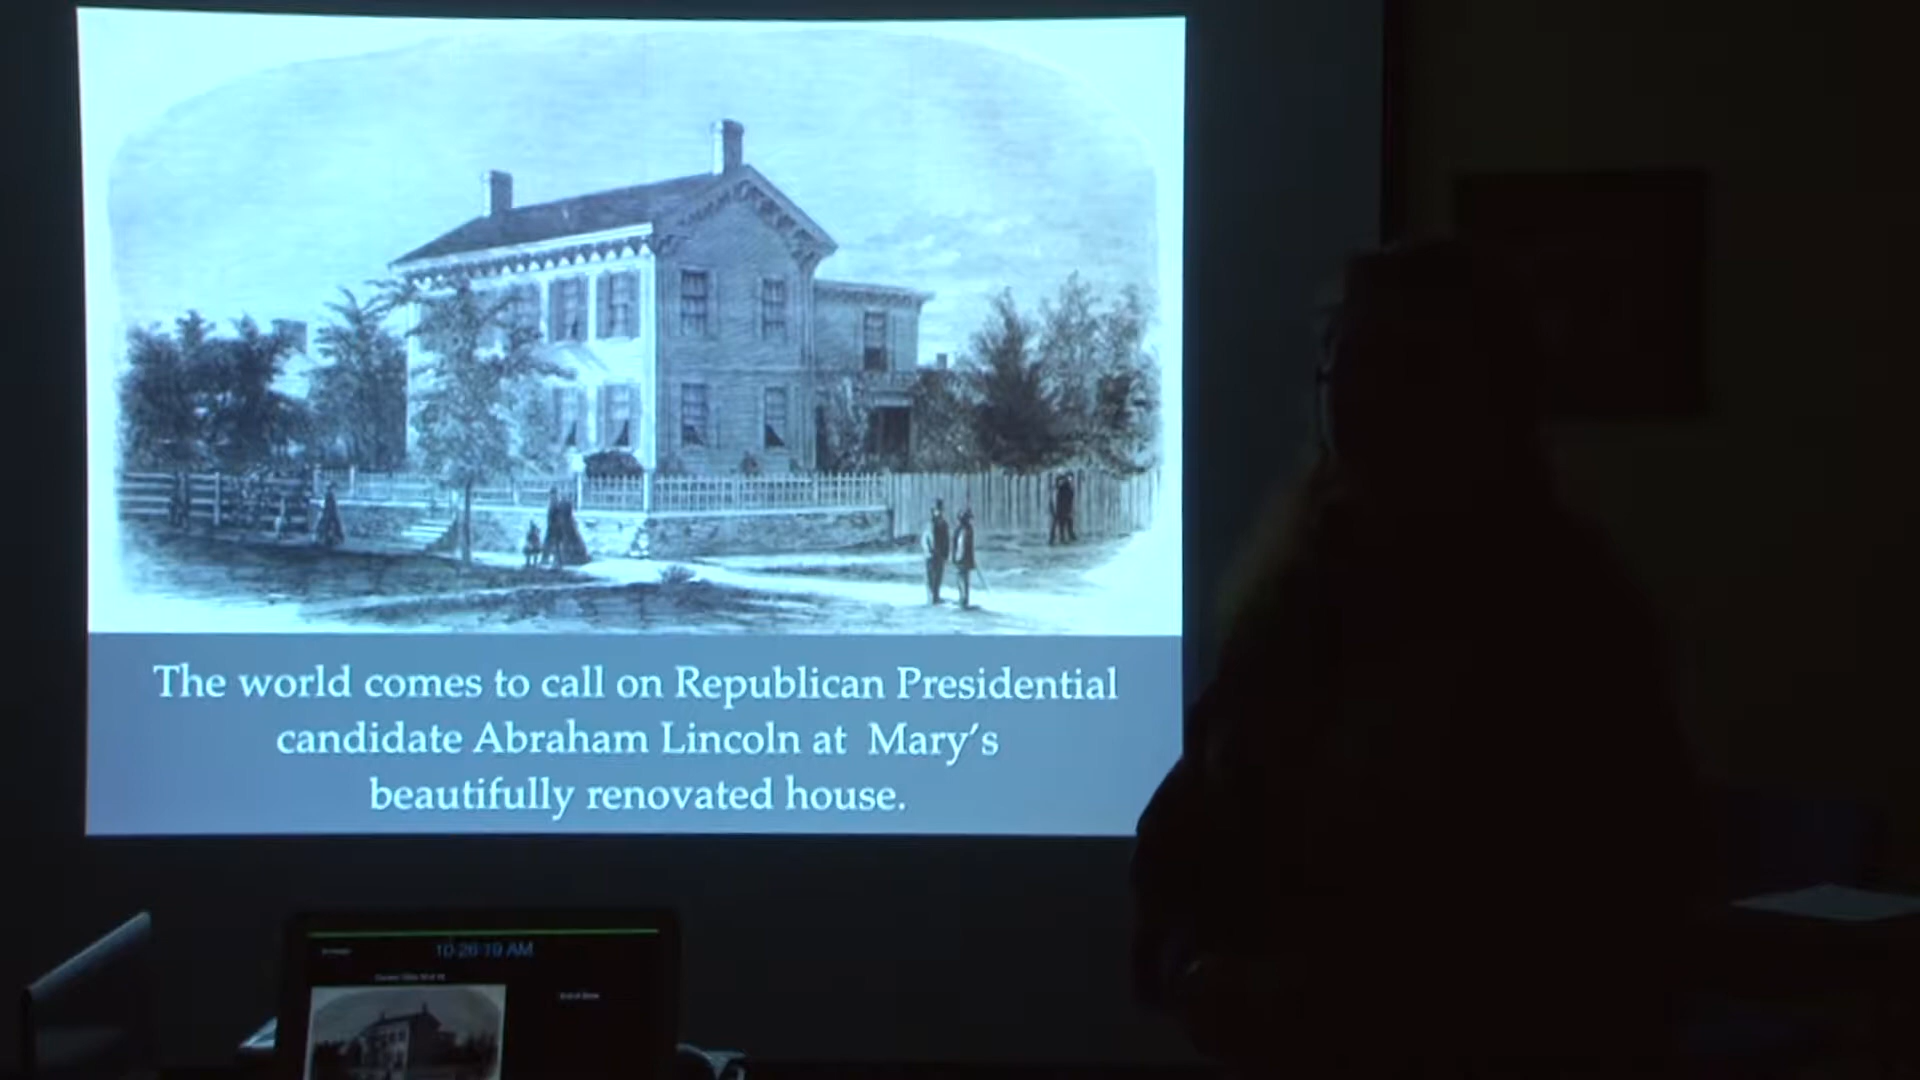 The world comes to call on Republican Presidential
candidate Abraham Lincoln at Mary's
beautifully renovated house.
10:26:19 AM